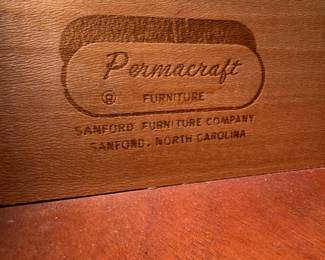 Permacraft
® FURNITURE
SANFORD FURNITURE COMPANY
SANFORD, NORTH CAROLINA